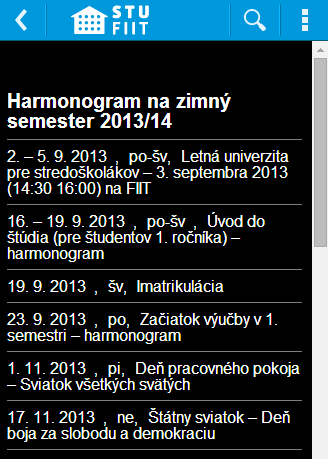 STU
FIIT
Harmonogram na zimný
semester 2013/14
2. – 5. 9. 2013 , po-šv, Letná univerzita
pre stredoškolákov – 3. septembra 2013
(14:30 16:00) na FIIT
16. – 19. 9. 2013 , po-šv , Úvod do
štúdia (pre študentov 1. ročníka) –
harmonogram
19. 9. 2013 , šv, Imatrikulácia
23. 9. 2013 , po, Začiatok výučby v 1.
semestri – harmonogram
1. 11. 2013 , pi, Deň pracovného pokoja
– Sviatok všetkých svätých
17. 11. 2013 , ne, Štátny sviatok – Deň
boja za slobodu a demokraciu